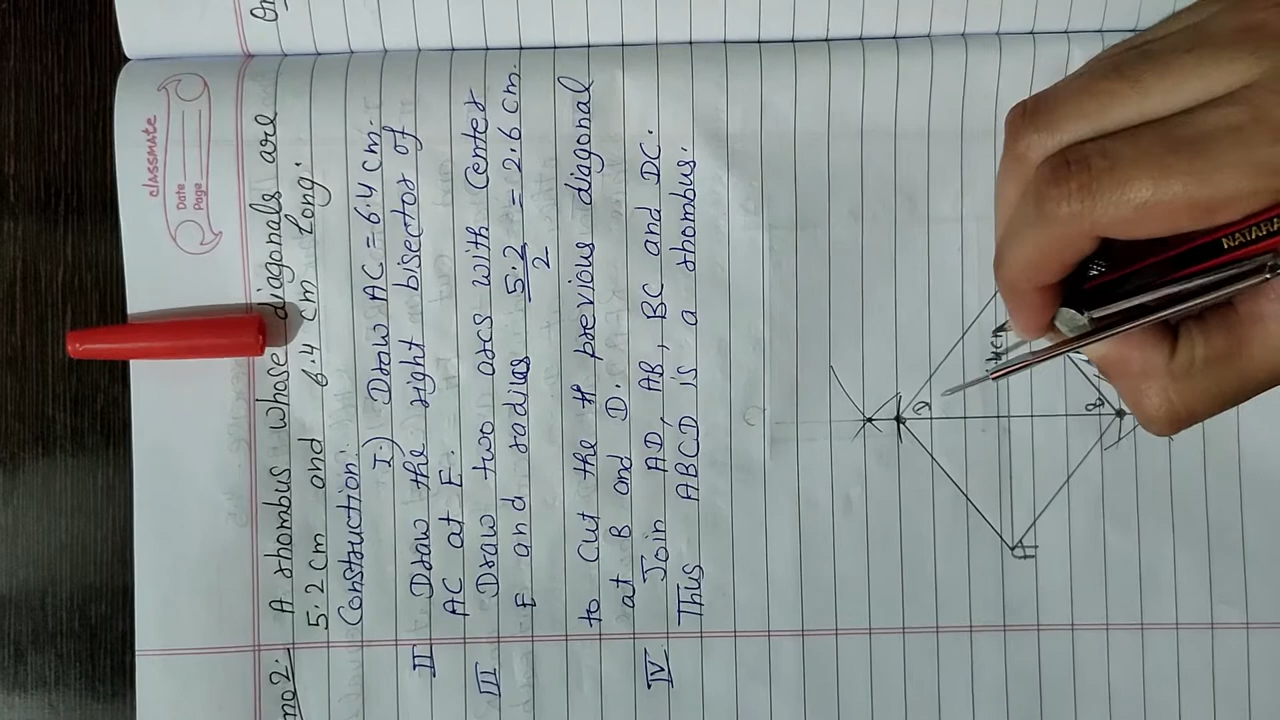 classmate
Date
Page
no2: A rhombus whose diagonals are
5.2 cm and 6.4 cm long.
Construction:
I) Draw AC = 6.4 cm.
II Draw the right bisector of
AC at E.
III Draw two arcs with Center
E and radius 5.2/2 = 2.6 cm.
to cut the previous diagonal
at B and D.
IV Join AD, AB, BC and DC.
Thus ABCD is a rhombus.
D
A
B
NATARA